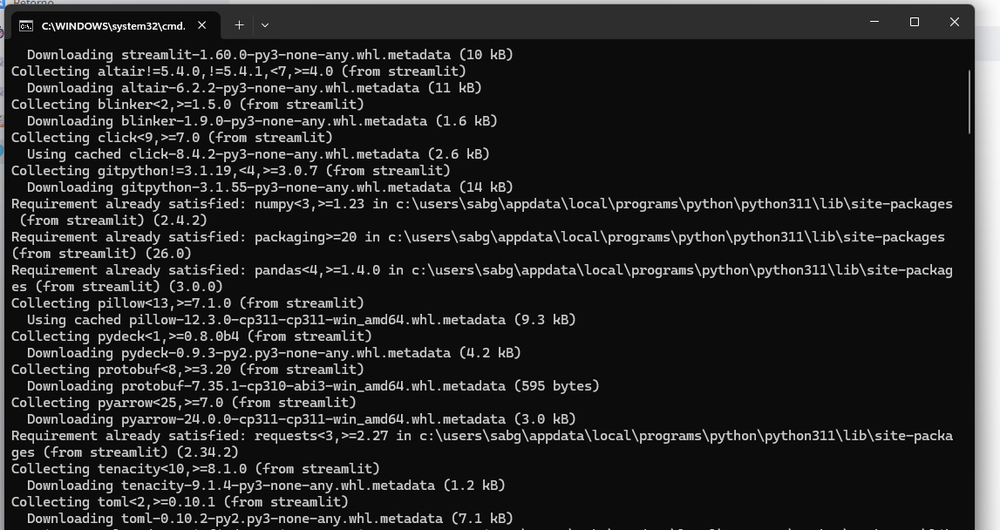 Retorno
C:\WINDOWS\system32\cmd.
Downloading streamlit-1.60.0-py3-none-any.whl.metadata (10 kB)
Collecting altair!=5.4.0,!=5.4.1,<7,>=4.0 (from streamlit)
Downloading altair-6.2.2-py3-none-any.whl.metadata (11 kB)
Collecting blinker<2,>=1.5.0 (from streamlit)
Downloading blinker-1.9.0-py3-none-any.whl.metadata (1.6 kB)
Collecting click<9,>=7.0 (from streamlit)
Using cached click-8.4.2-py3-none-any.whl.metadata (2.6 kB)
Collecting gitpython!=3.1.19,<4,>=3.0.7 (from streamlit)
Downloading gitpython-3.1.55-py3-none-any.whl.metadata (14 kB)
Requirement already satisfied: numpy<3,>=1.23 in c:\users\sabg\appdata\local\programs\python\python311\lib\site-packages
(from streamlit) (2.4.2)
Requirement already satisfied: packaging>=20 in c:\users\sabg\appdata\local\programs\python\python311\lib\site-packages
(from streamlit) (26.0)
Requirement already satisfied: pandas<4,>=1.4.0 in c:\users\sabg\appdata\local\programs\python\python311\lib\site-packag
es (from streamlit) (3.0.0)
Collecting pillow<13,>=7.1.0 (from streamlit)
Using cached pillow-12.3.0-cp311-cp311-win_amd64.whl.metadata (9.3 kB)
Collecting pydeck<1,>=0.8.0b4 (from streamlit)
Downloading pydeck-0.9.3-py2.py3-none-any.whl.metadata (4.2 kB)
Collecting protobuf<8,>=3.20 (from streamlit)
Downloading protobuf-7.35.1-cp310-abi3-win_amd64.whl.metadata (595 bytes)
Collecting pyarrow<25,>=7.0 (from streamlit)
Downloading pyarrow-24.0.0-cp311-cp311-win_amd64.whl.metadata (3.0 kB)
Requirement already satisfied: requests<3,>=2.27 in c:\users\sabg\appdata\local\programs\python\python311\lib\site-packa
ges (from streamlit) (2.34.2)
Collecting tenacity<10,>=8.1.0 (from streamlit)
Downloading tenacity-9.1.4-py3-none-any.whl.metadata (1.2 kB)
Collecting toml<2,>=0.10.1 (from streamlit)
Downloading toml-0.10.2-py2.py3-none-any.whl.metadata (7.1 kB)